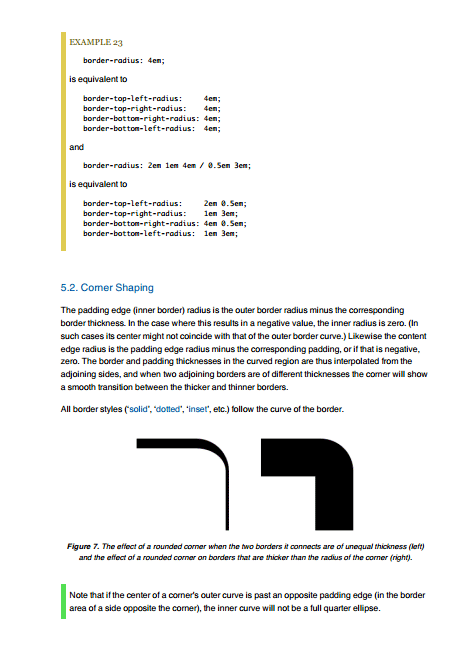 EXAMPLE 23
border-radius: 4em;
is equivalent to
border-top-left-radius: 4em;
border-top-right-radius: 4em;
border-bottom-right-radius: 4em;
border-bottom-left-radius: 4em;
and
border-radius: 2em 1em 4em / 0.5em 3em;
is equivalent to
border-top-left-radius: 2em 0.5em;
border-top-right-radius: 1em 3em;
border-bottom-right-radius: 4em 0.5em;
border-bottom-left-radius: 1em 3em;
5.2. Corner Shaping
The padding edge (inner border) radius is the outer border radius minus the corresponding
border thickness. In the case where this results in a negative value, the inner radius is zero. (In
such cases its center might not coincide with that of the outer border curve.) Likewise the content
edge radius is the padding edge radius minus the corresponding padding, or if that is negative,
zero. The border and padding thicknesses in the curved region are thus interpolated from the
adjoining sides, and when two adjoining borders are of different thicknesses the corner will show
a smooth transition between the thicker and thinner borders.
All border styles (‘solid’, ‘dotted’, ‘inset’, etc.) follow the curve of the border.
Figure 7. The effect of a rounded corner when the two borders it connects are of unequal thickness (left)
and the effect of a rounded corner on borders that are thicker than the radius of the corner (right).
Note that if the center of a corner's outer curve is past an opposite padding edge (in the border
area of a side opposite the corner), the inner curve will not be a full quarter ellipse.